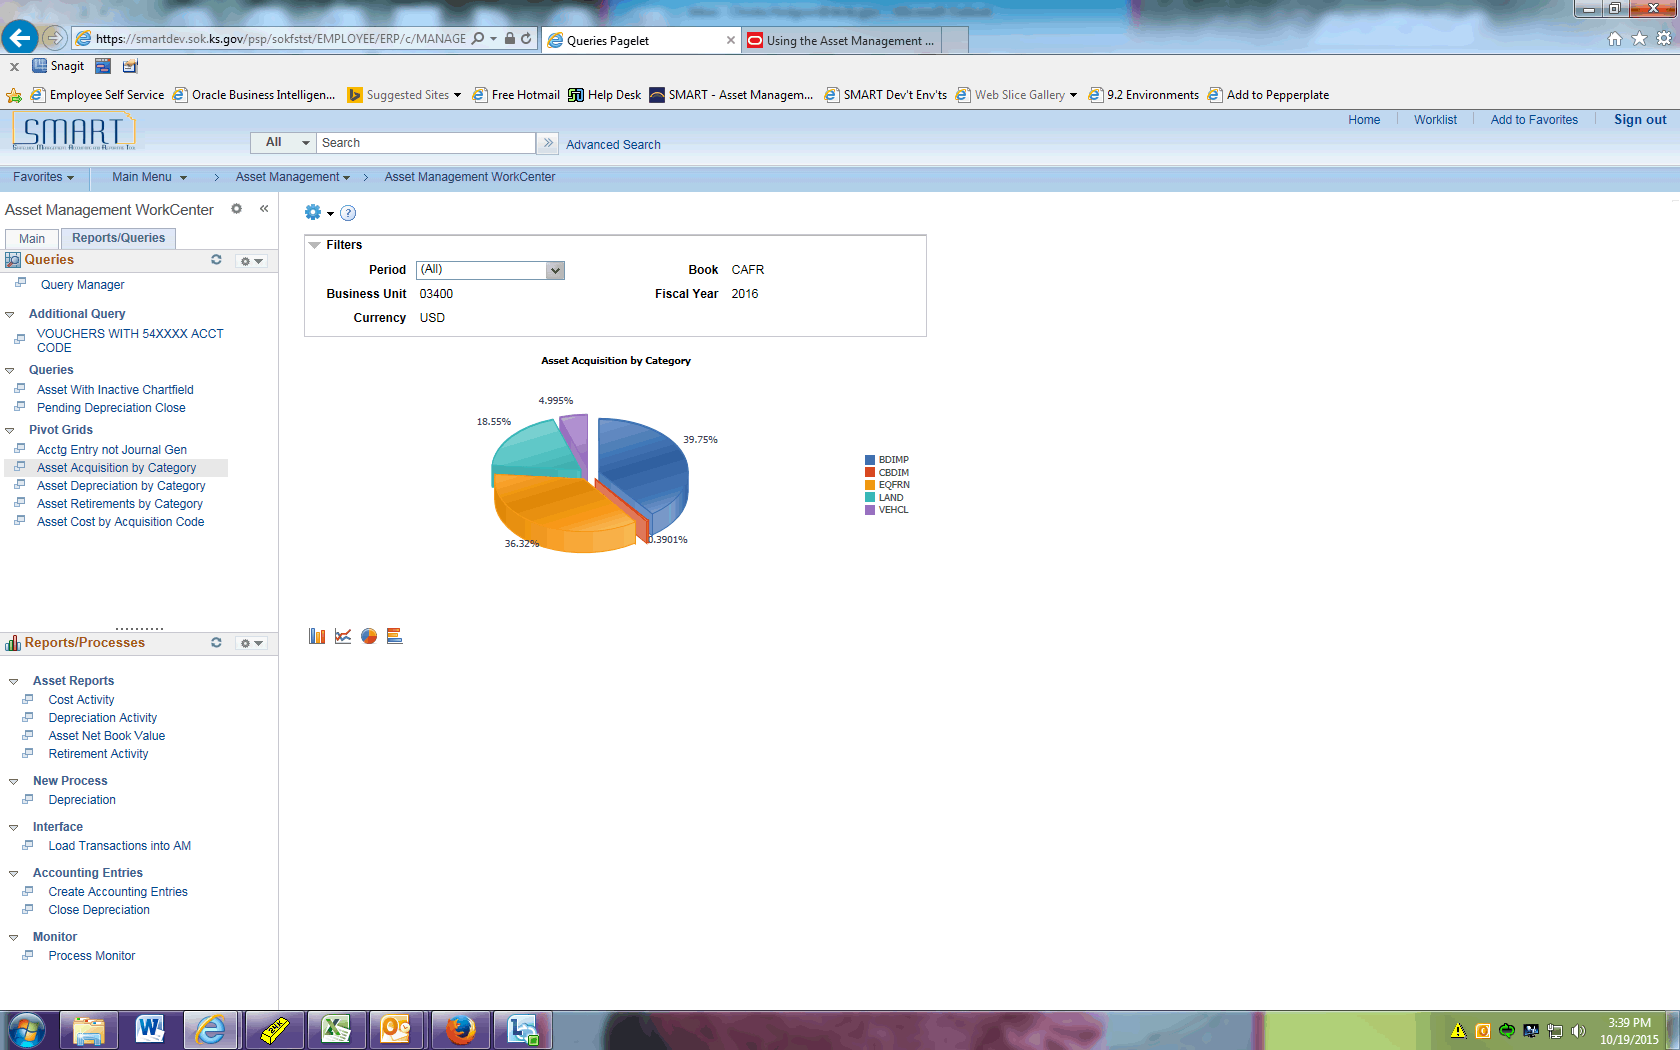 https://smartdev.sok.ks.gov/psp/sokfstst/EMPLOYEE/ERP/c/MANAGE
Queries Pagelet
Using the Asset Management ...
Snagit
Employee Self Service
Oracle Business Intelligen...
Suggested Sites
Free Hotmail
Help Desk
SMART - Asset Managem...
SMART Dev't Env'ts
Web Slice Gallery
9.2 Environments
Add to Pepperplate
SMART
Home
Worklist
Add to Favorites
Sign out
All
Search
Advanced Search
Favorites
Main Menu
Asset Management
Asset Management WorkCenter
Asset Management WorkCenter
Main
Reports/Queries
Queries
Query Manager
Additional Query
VOUCHERS WITH 54XXXX ACCT
CODE
Queries
Asset With Inactive Chartfield
Pending Depreciation Close
Pivot Grids
Acctg Entry not Journal Gen
Asset Acquisition by Category
Asset Depreciation by Category
Asset Retirements by Category
Asset Cost by Acquisition Code
Reports/Processes
Asset Reports
Cost Activity
Depreciation Activity
Asset Net Book Value
Retirement Activity
New Process
Depreciation
Interface
Load Transactions into AM
Accounting Entries
Create Accounting Entries
Close Depreciation
Monitor
Process Monitor
Filters
Period (All) Book CAFR
Business Unit 03400 Fiscal Year 2016
Currency USD
Asset Acquisition by Category
4.995%
18.55%
39.75%
36.32%
0.3901%
BDIMP
CBDIM
EQFRN
LAND
VEHCL
3:39 PM
10/19/2015